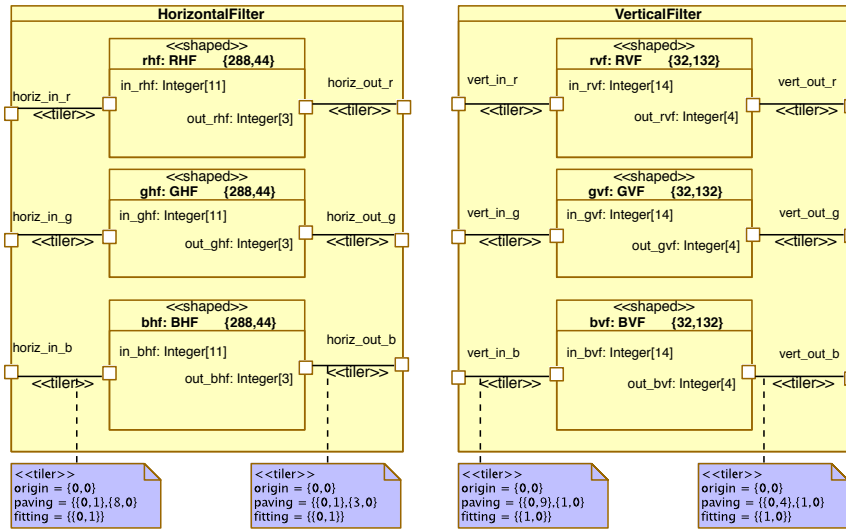 HorizontalFilter
<<shaped>>
rhf: RHF {288,44}
horiz_in_r
in_rhf: Integer[11]
horiz_out_r
<<tiler>>
out_rhf: Integer[3]
<<tiler>>
<<shaped>>
ghf: GHF {288,44}
horiz_in_g
in_ghf: Integer[11]
horiz_out_g
<<tiler>>
out_ghf: Integer[3]
<<tiler>>
<<shaped>>
bhf: BHF {288,44}
horiz_in_b
in_bhf: Integer[11]
horiz_out_b
<<tiler>>
out_bhf: Integer[3]
<<tiler>>
<<tiler>>
origin = {0,0}
paving = {{0,1},{8,0}
fitting = {{0,1}}
<<tiler>>
origin = {0,0}
paving = {{0,1},{3,0}
fitting = {{0,1}}
VerticalFilter
<<shaped>>
rvf: RVF {32,132}
vert_in_r
in_rvf: Integer[14]
vert_out_r
<<tiler>>
out_rvf: Integer[4]
<<tiler>>
<<shaped>>
gvf: GVF {32,132}
vert_in_g
in_gvf: Integer[14]
vert_out_g
<<tiler>>
out_gvf: Integer[4]
<<tiler>>
<<shaped>>
bvf: BVF {32,132}
vert_in_b
in_bvf: Integer[14]
vert_out_b
<<tiler>>
out_bvf: Integer[4]
<<tiler>>
<<tiler>>
origin = {0,0}
paving = {{0,9},{1,0}
fitting = {{1,0}}
<<tiler>>
origin = {0,0}
paving = {{0,4},{1,0}
fitting = {{1,0}}